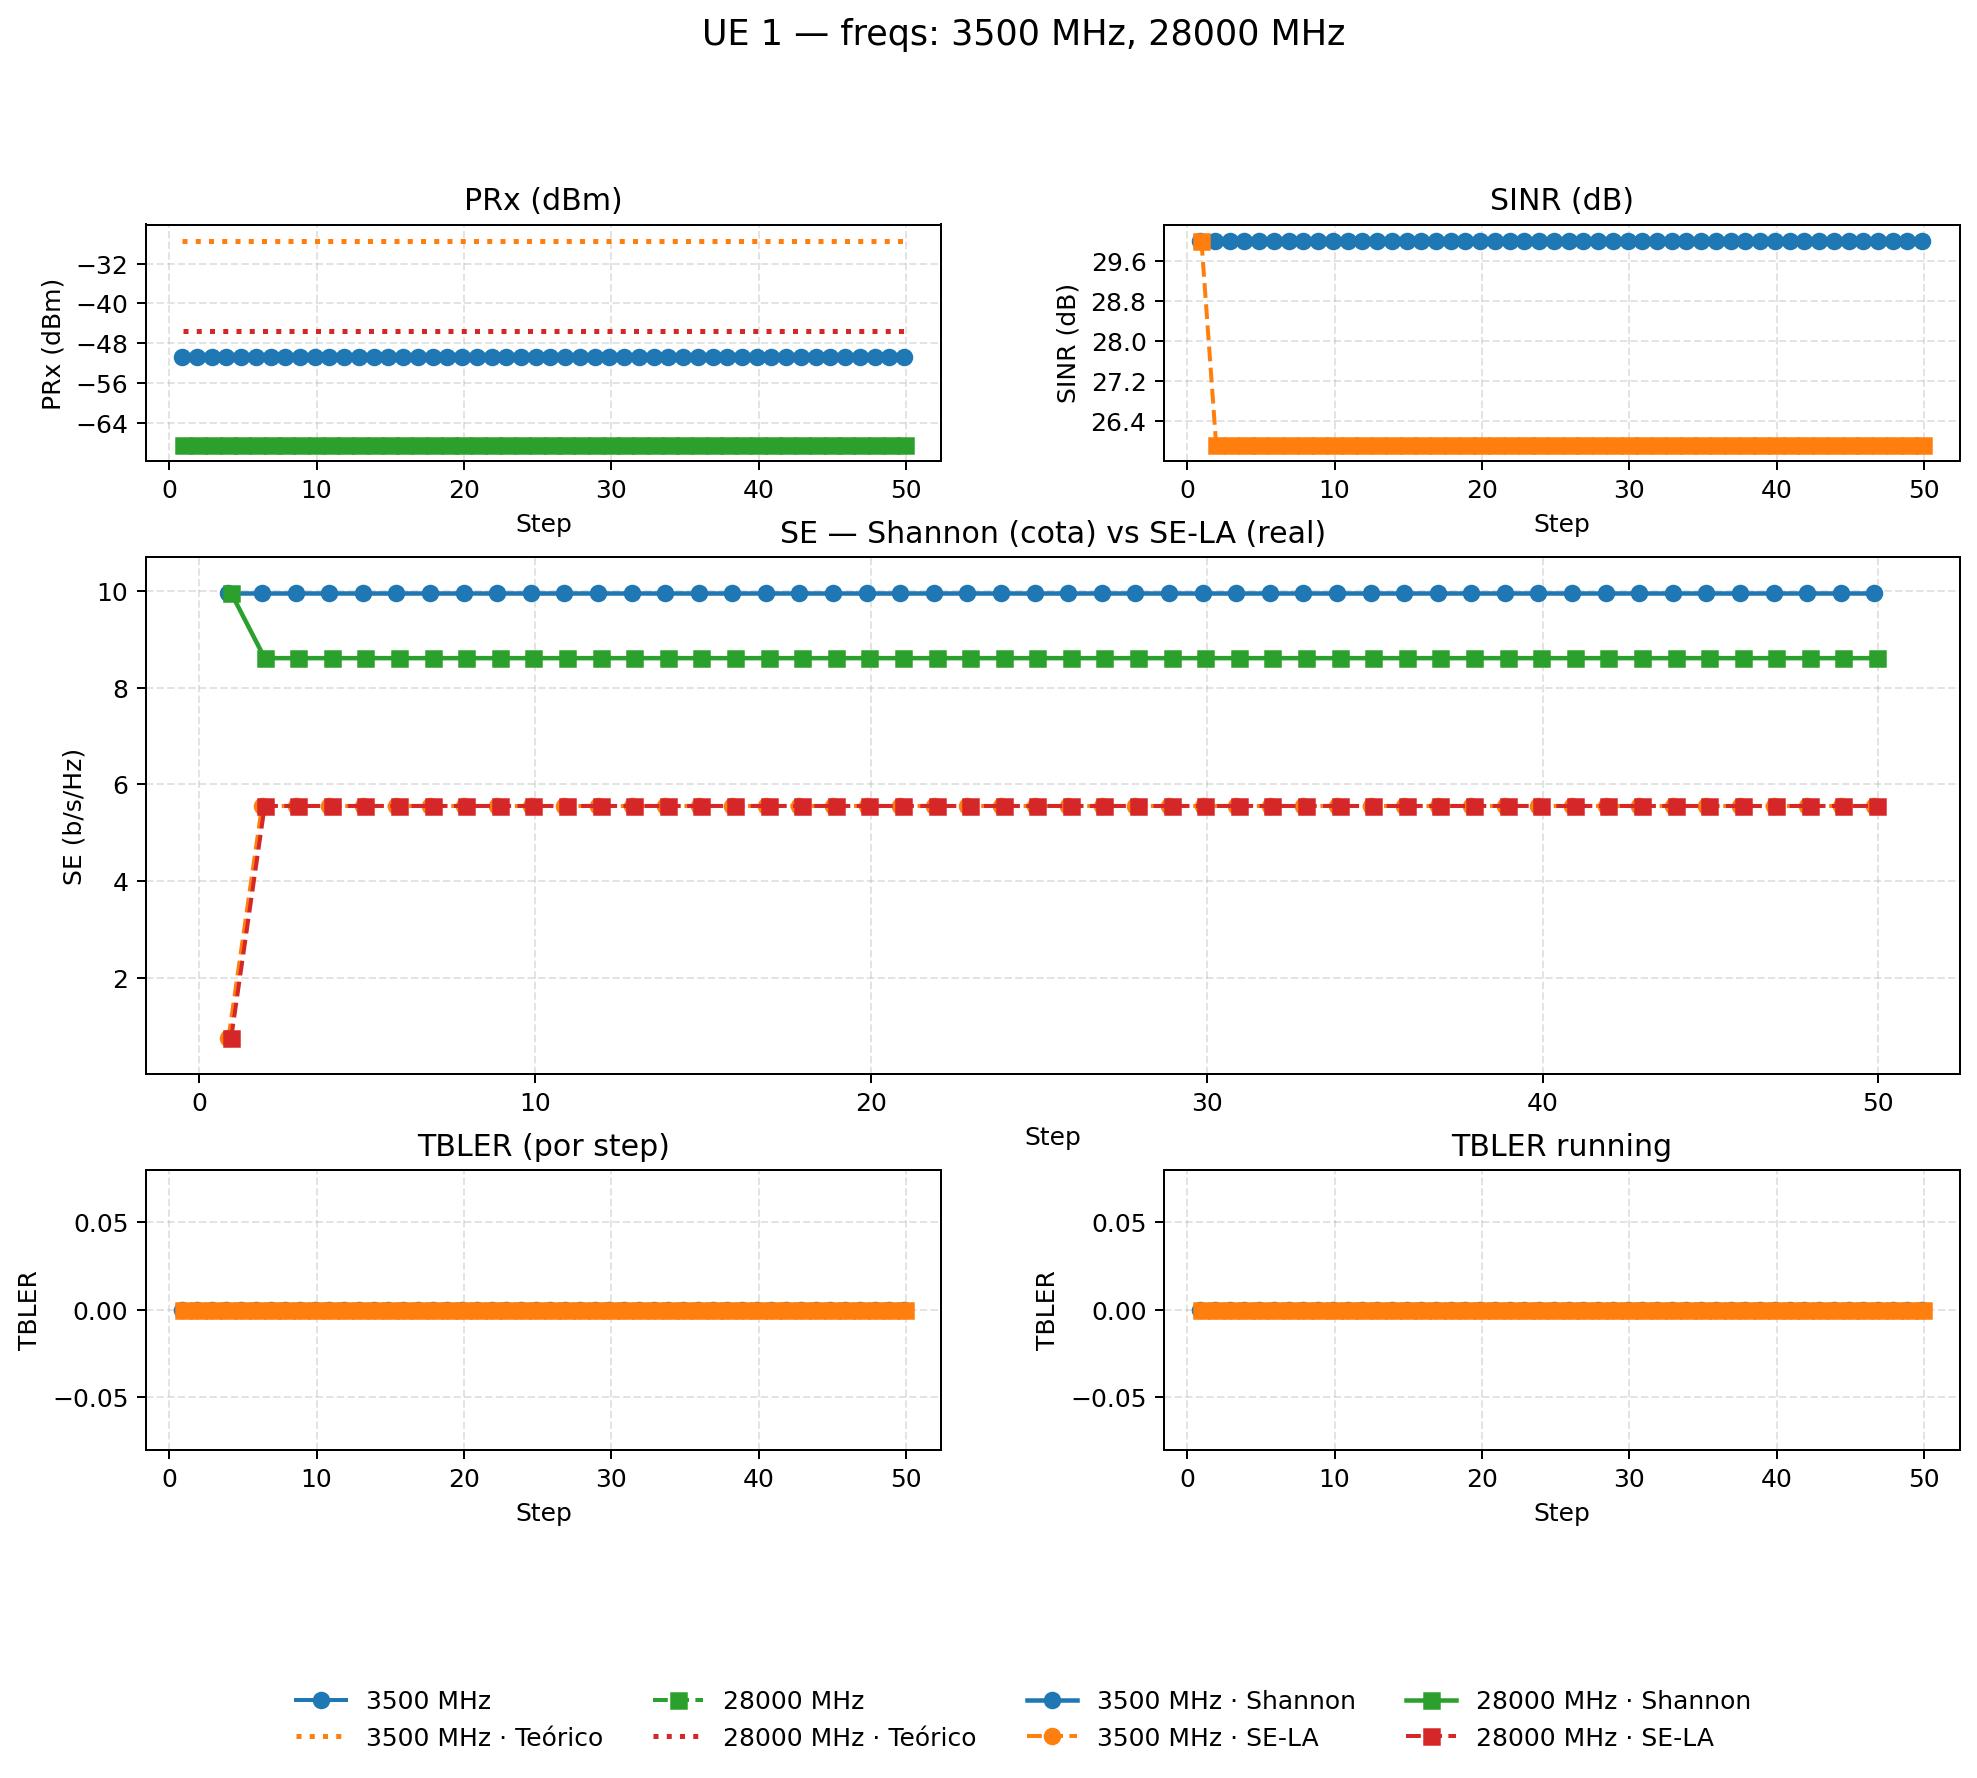 UE 1 — freqs: 3500 MHz, 28000 MHz
PRx (dBm)
PRx (dBm)
−32
−40
−48
−56
−64
0 10 20 30 40 50
Step
SINR (dB)
SINR (dB)
29.6
28.8
28.0
27.2
26.4
0 10 20 30 40 50
Step
SE — Shannon (cota) vs SE-LA (real)
SE (b/s/Hz)
10
8
6
4
2
0 10 20 30 40 50
Step
TBLER (por step)
TBLER
0.05
0.00
−0.05
0 10 20 30 40 50
Step
TBLER running
TBLER
0.05
0.00
−0.05
0 10 20 30 40 50
Step
3500 MHz
3500 MHz · Teórico
28000 MHz
28000 MHz · Teórico
3500 MHz · Shannon
3500 MHz · SE-LA
28000 MHz · Shannon
28000 MHz · SE-LA